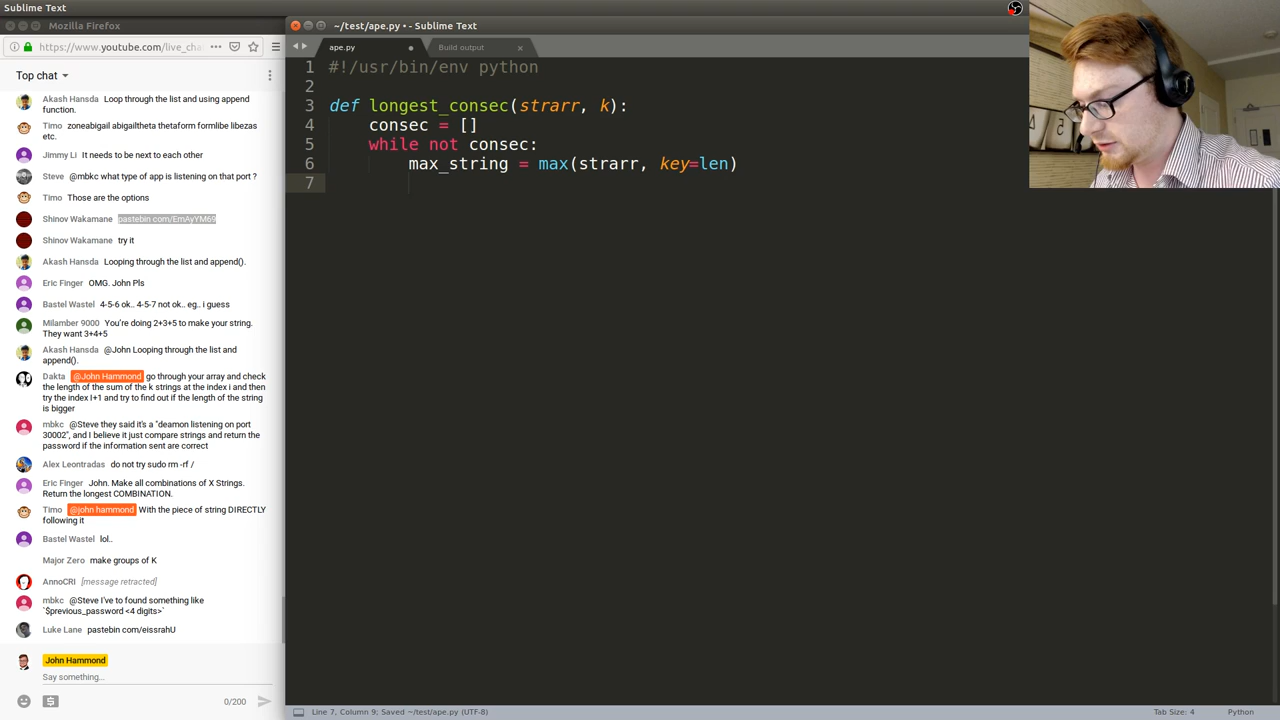 Sublime Text
Mozilla Firefox
https://www.youtube.com/live_cha
Top chat
Akash Hansda Loop through the list and using append
function.
Timo zoneabigail abigailtheta thetaform formlibe libezas
etc.
Jimmy Li It needs to be next to each other
Steve @mbkc what type of app is listening on that port ?
Timo Those are the options
Shinov Wakamane pastebin com/EmAyYM69
Shinov Wakamane try it
Akash Hansda Looping through the list and append().
Eric Finger OMG. John Pls
Bastel Wastel 4-5-6 ok.. 4-5-7 not ok.. eg.. i guess
Milamber 9000 You're doing 2+3+5 to make your string.
They want 3+4+5
Akash Hansda @John Looping through the list and
append().
Dakta @John Hammond go through your array and check
the length of the sum of the k strings at the index i and then
try the index I+1 and try to find out if the length of the string
is bigger
mbkc @Steve they said it's a "deamon listening on port
30002", and I believe it just compare strings and return the
password if the information sent are correct
Alex Leontradas do not try sudo rm -rf /
Eric Finger John. Make all combinations of X Strings.
Return the longest COMBINATION.
Timo @john hammond With the piece of string DIRECTLY
following it
Bastel Wastel lol..
Major Zero make groups of K
AnnoCRI [message retracted]
mbkc @Steve I've to found something like
`$previous_password <4 digits>`
Luke Lane pastebin com/eissrahU
John Hammond
Say something...
0/200
~/test/ape.py • - Sublime Text
ape.py
Build output
1 #!/usr/bin/env python
2
3 def longest_consec(strarr, k):
4 consec = []
5 while not consec:
6 max_string = max(strarr, key=len)
7
Line 7, Column 9; Saved ~/test/ape.py (UTF-8)
Tab Size: 4
Python